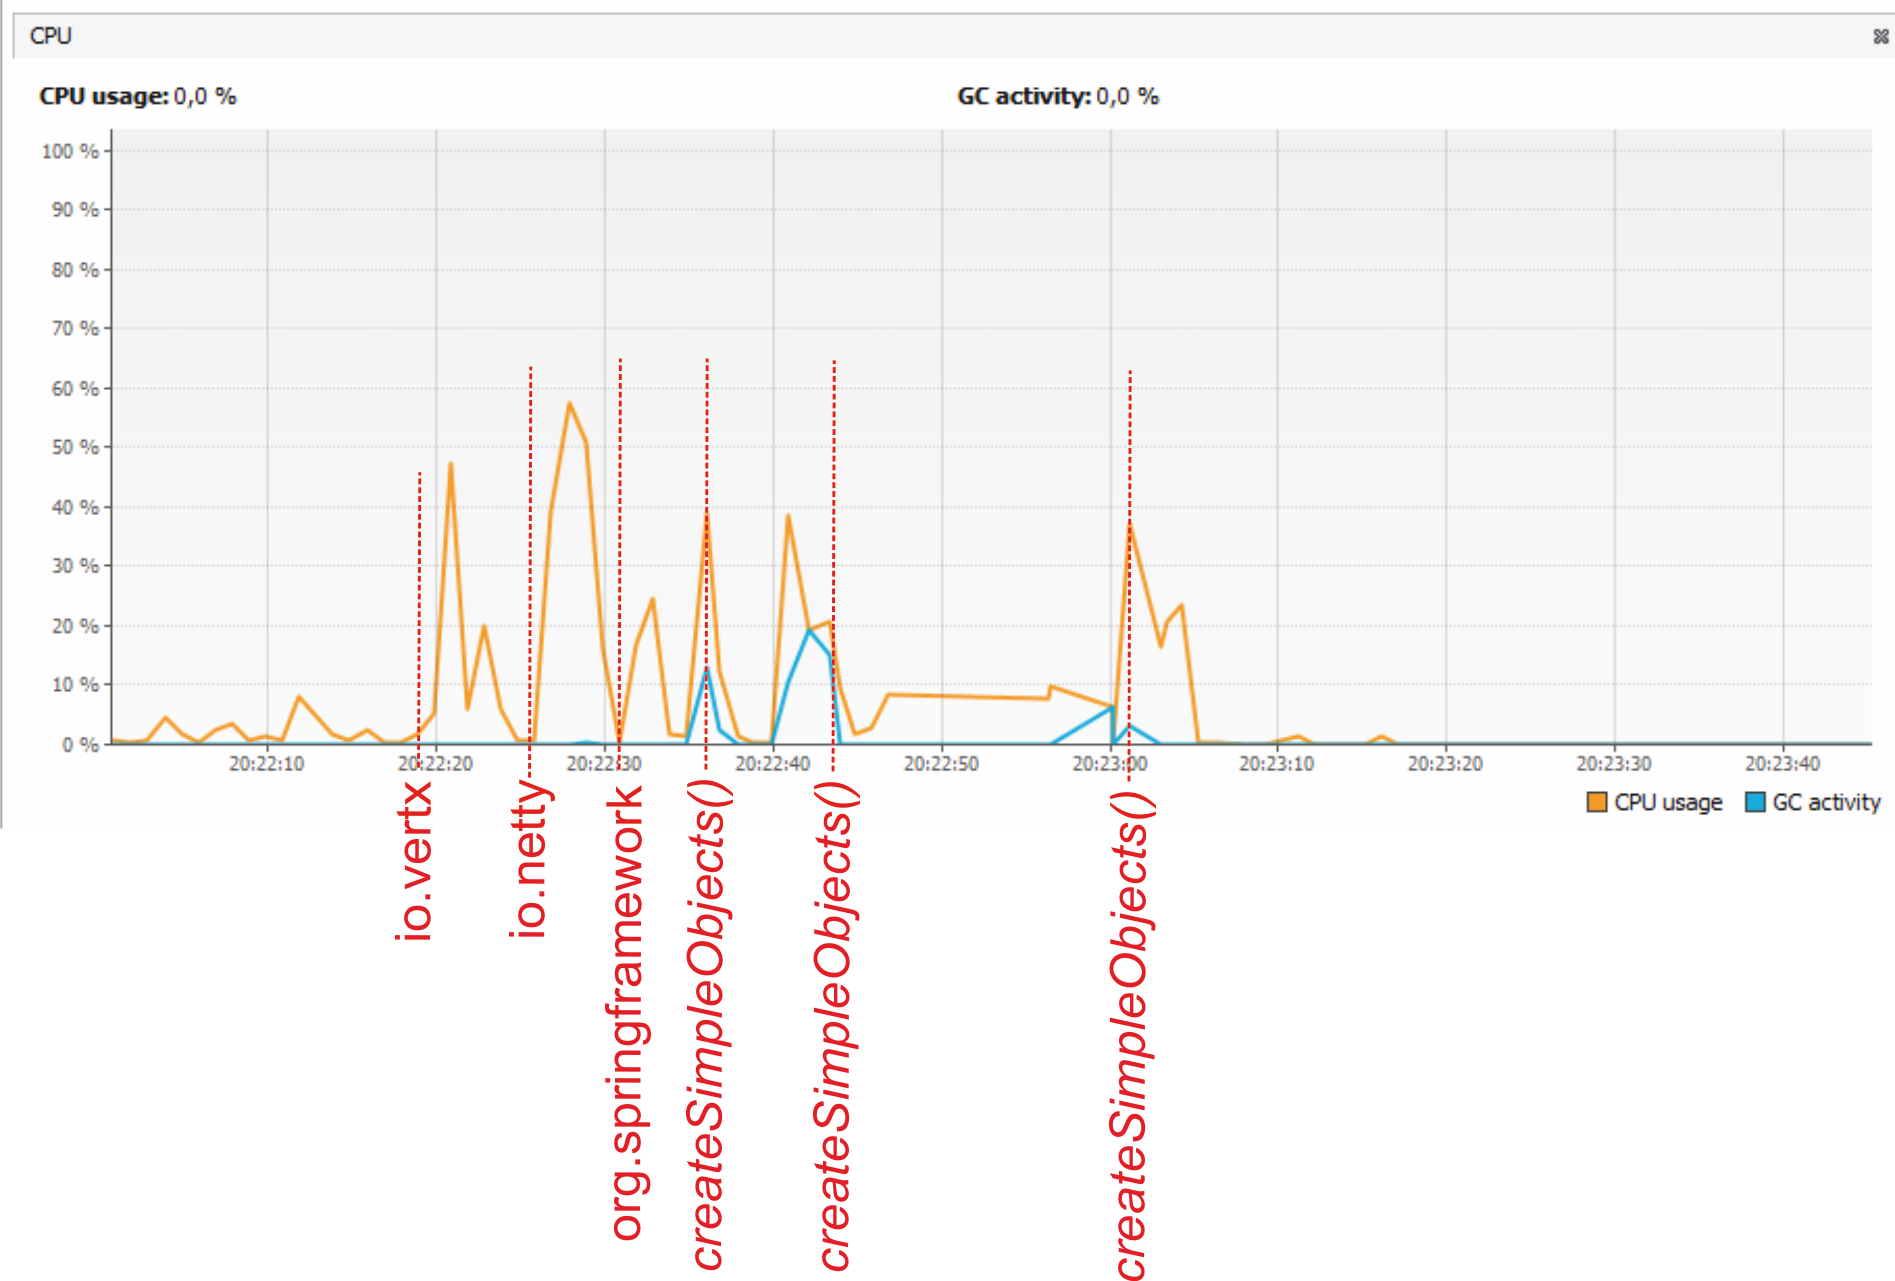 CPU
CPU usage: 0,0 %
GC activity: 0,0 %
100 %
90 %
80 %
70 %
60 %
50 %
40 %
30 %
20 %
10 %
0 %
20:22:10
20:22:20
20:22:30
20:22:40
20:22:50
20:23:00
20:23:10
20:23:20
20:23:30
20:23:40
CPU usage
GC activity
io.vertx
io.netty
org.springframework
createSimpleObjects()
createSimpleObjects()
createSimpleObjects()